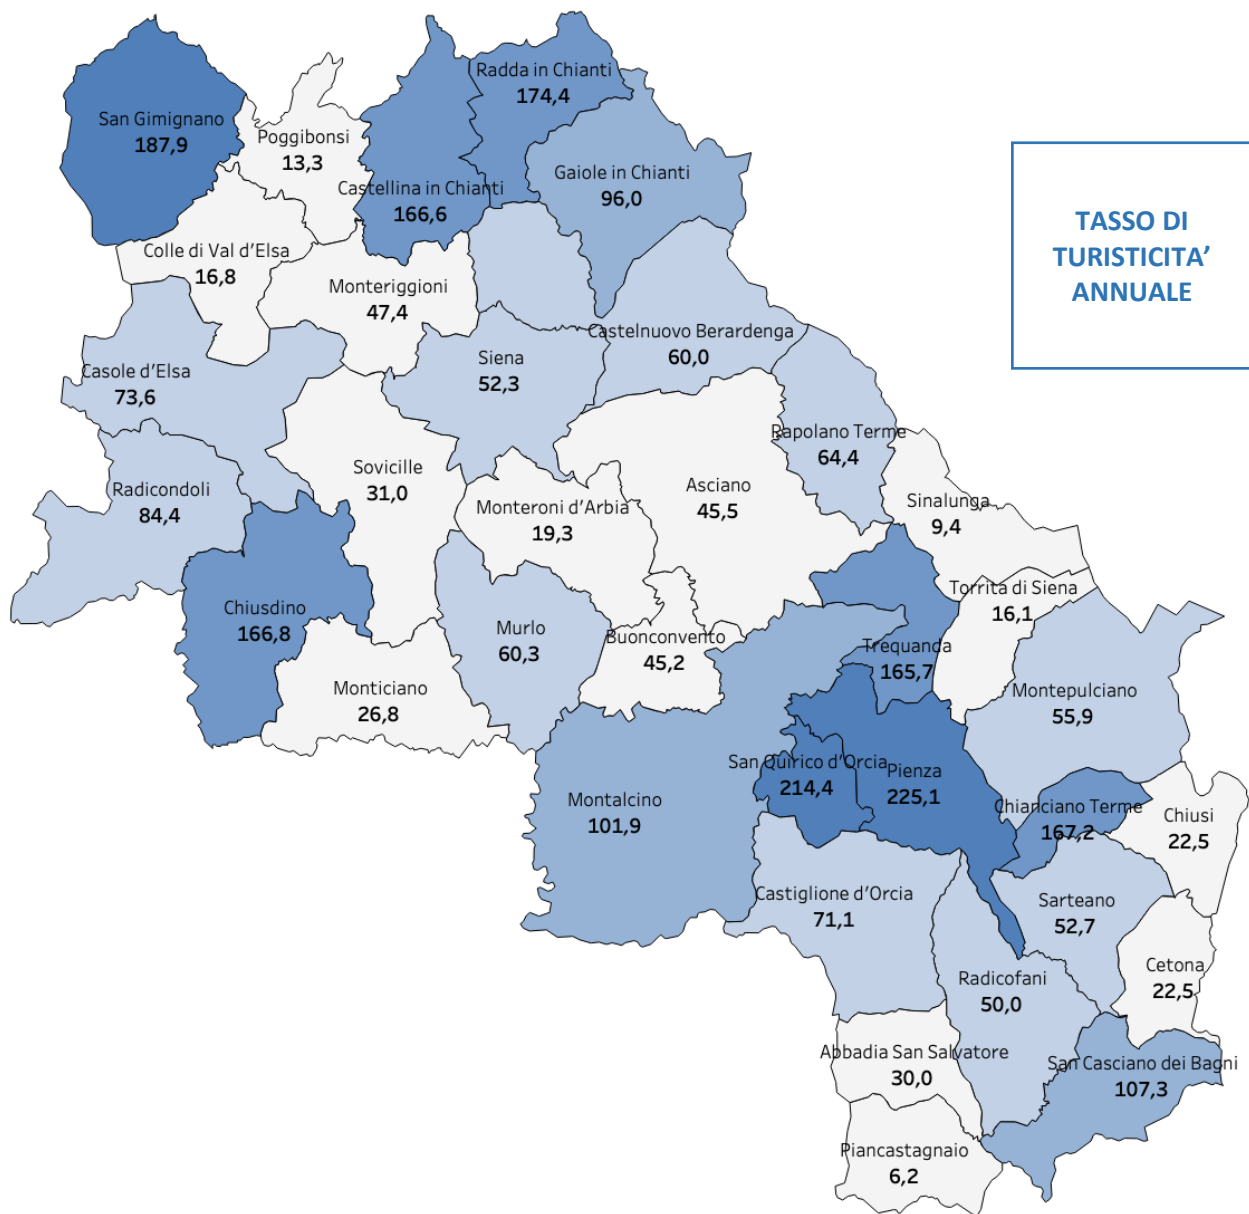 Radda in Chianti
174,4
San Gimignano
187,9
Poggibonsi
13,3
Castellina in Chianti
166,6
Gaiole in Chianti
96,0
TASSO DI
TURISTICITA’
ANNUALE
Colle di Val d’Elsa
16,8
Monteriggioni
47,4
Castelnuovo Berardenga
60,0
Siena
52,3
Casole d’Elsa
73,6
Rapolano Terme
64,4
Radicondoli
84,4
Sovicille
31,0
Monteroni d’Arbia
19,3
Asciano
45,5
Sinalunga
9,4
Torrita di Siena
16,1
Chiusdino
166,8
Murlo
60,3
Buonconvento
45,2
Trequanda
165,7
Monticiano
26,8
Montepulciano
55,9
San Quirico d’Orcia
214,4
Pienza
225,1
Montalcino
101,9
Chianciano Terme
167,2
Chiusi
22,5
Castiglione d’Orcia
71,1
Sarteano
52,7
Cetona
22,5
Radicofani
50,0
Abbadia San Salvatore
30,0
San Casciano dei Bagni
107,3
Piancastagnaio
6,2